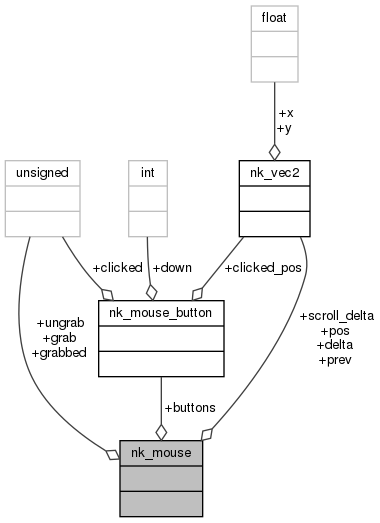 float
+x
+y
unsigned
int
nk_vec2
+clicked
+down
+clicked_pos
nk_mouse_button
+ungrab
+grab
+grabbed
+scroll_delta
+pos
+delta
+prev
+buttons
nk_mouse